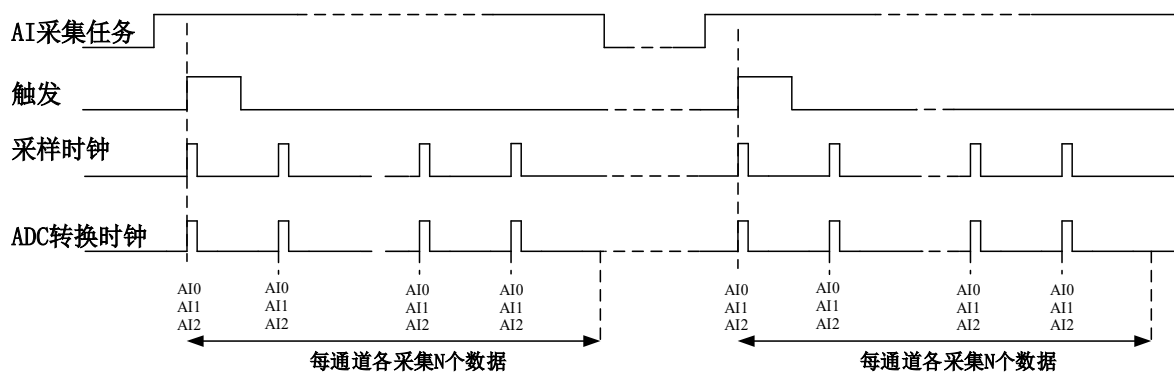 AI采集任务
触发
采样时钟
ADC转换时钟
AI0 AI0 AI0 AI0 AI0 AI0 AI0 AI0
AI1 AI1 AI1 AI1 AI1 AI1 AI1 AI1
AI2 AI2 AI2 AI2 AI2 AI2 AI2 AI2
每通道各采集N个数据 每通道各采集N个数据